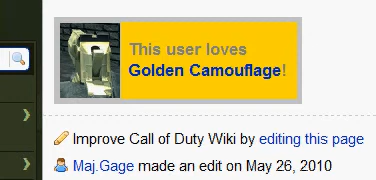 This user loves
Golden Camouflage!
Improve Call of Duty Wiki by editing this page
Maj.Gage made an edit on May 26, 2010